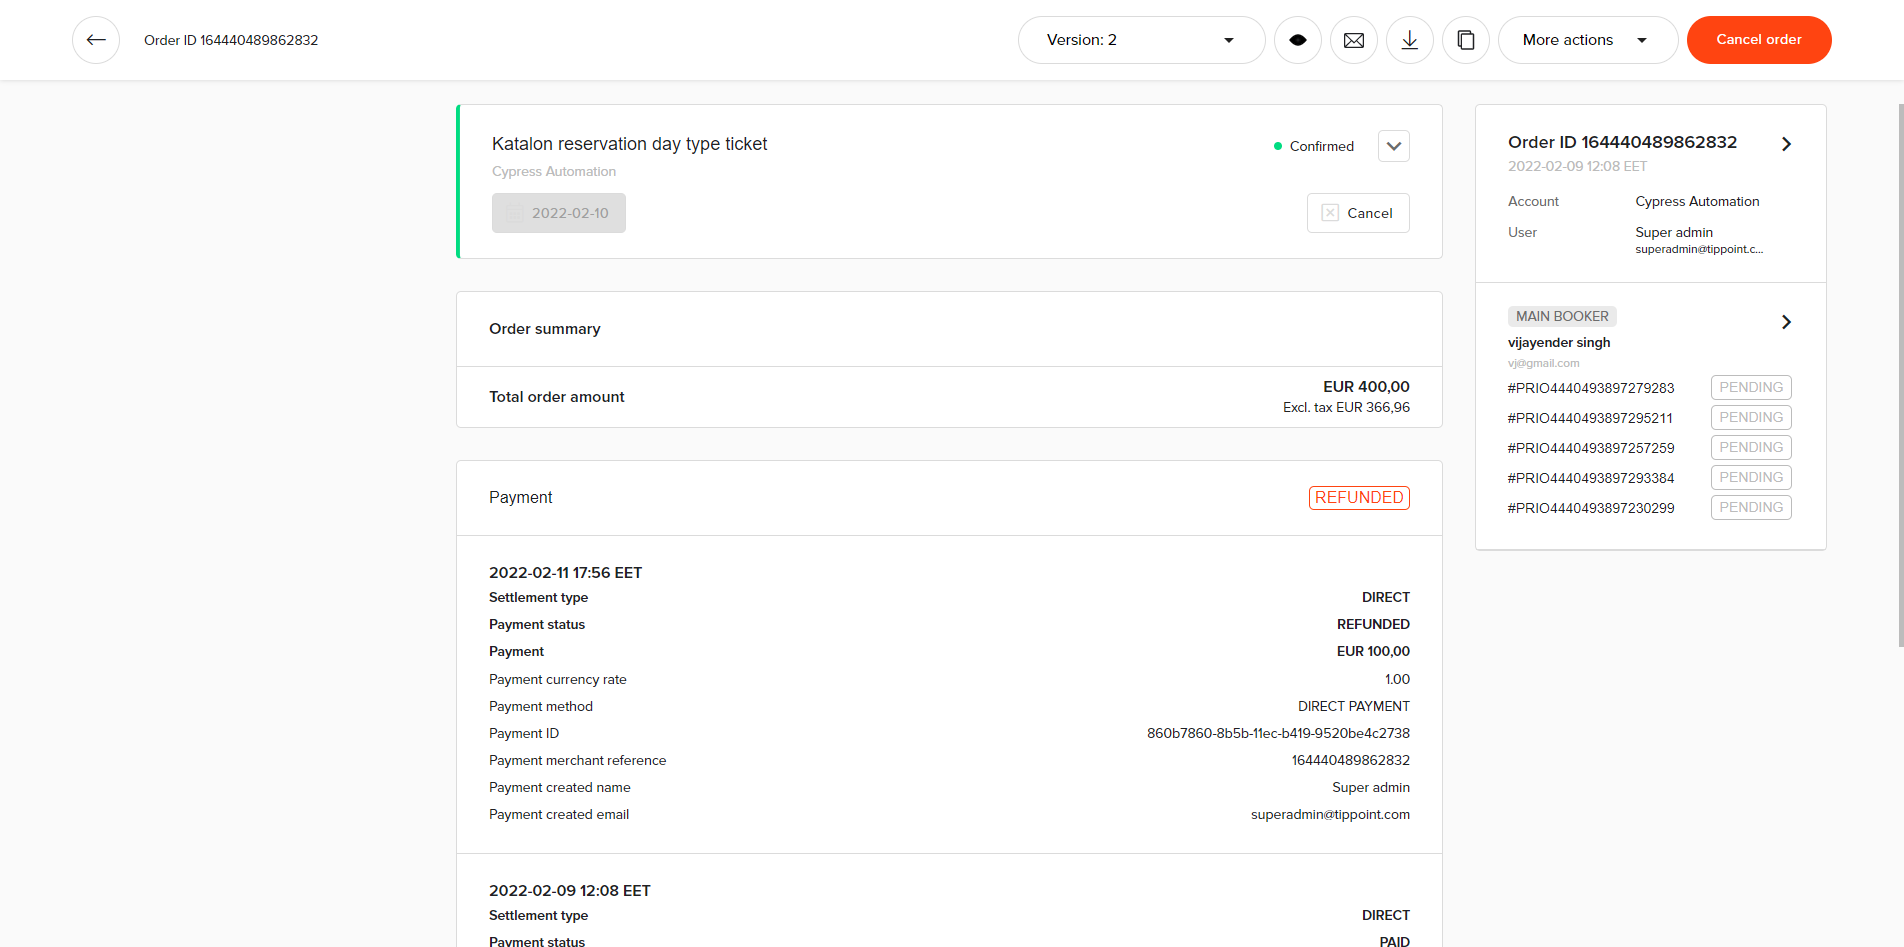 Order ID 164440489862832
Version: 2
More actions
Cancel order
Katalon reservation day type ticket
Confirmed
Cypress Automation
2022-02-10
Cancel
Order summary
Total order amount
EUR 400,00
Excl. tax EUR 366,96
Payment
REFUNDED
2022-02-11 17:56 EET
Settlement type DIRECT
Payment status REFUNDED
Payment EUR 100,00
Payment currency rate 1.00
Payment method DIRECT PAYMENT
Payment ID 860b7860-8b5b-11ec-b419-9520be4c2738
Payment merchant reference 164440489862832
Payment created name Super admin
Payment created email superadmin@tippoint.com
2022-02-09 12:08 EET
Settlement type DIRECT
Payment status PAID
Order ID 164440489862832
2022-02-09 12:08 EET
Account Cypress Automation
User Super admin
superadmin@tippoint.c...
MAIN BOOKER
vijayender singh
vj@gmail.com
#PRIO4440493897279283 PENDING
#PRIO4440493897295211 PENDING
#PRIO4440493897257259 PENDING
#PRIO4440493897293384 PENDING
#PRIO4440493897230299 PENDING